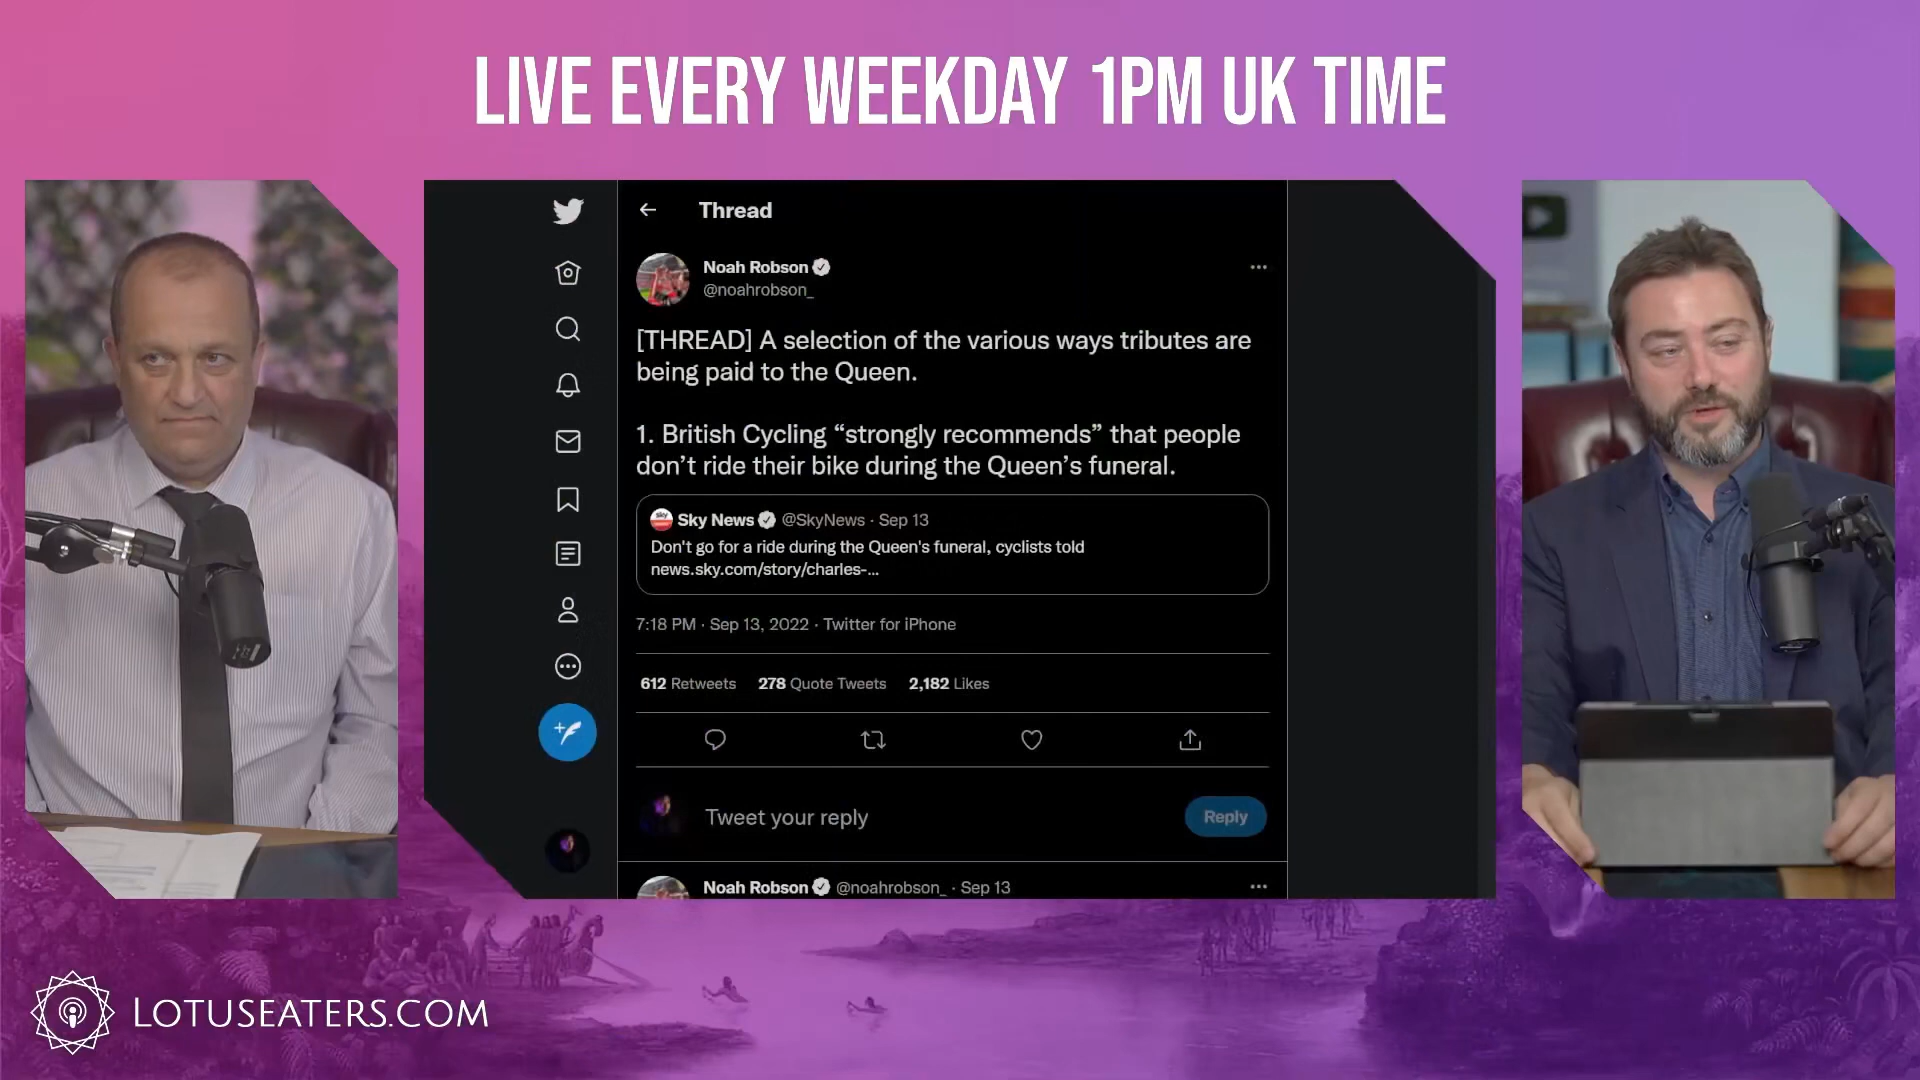 LIVE EVERY WEEKDAY 1PM UK TIME
Thread
Noah Robson
@noahrobson_
[THREAD] A selection of the various ways tributes are
being paid to the Queen.
1. British Cycling “strongly recommends” that people
don’t ride their bike during the Queen’s funeral.
sky
Sky News @SkyNews · Sep 13
Don't go for a ride during the Queen's funeral, cyclists told
news.sky.com/story/charles-...
7:18 PM · Sep 13, 2022 · Twitter for iPhone
612 Retweets 278 Quote Tweets 2,182 Likes
Tweet your reply
Reply
Noah Robson @noahrobson_ · Sep 13
LOTUSEATERS.COM